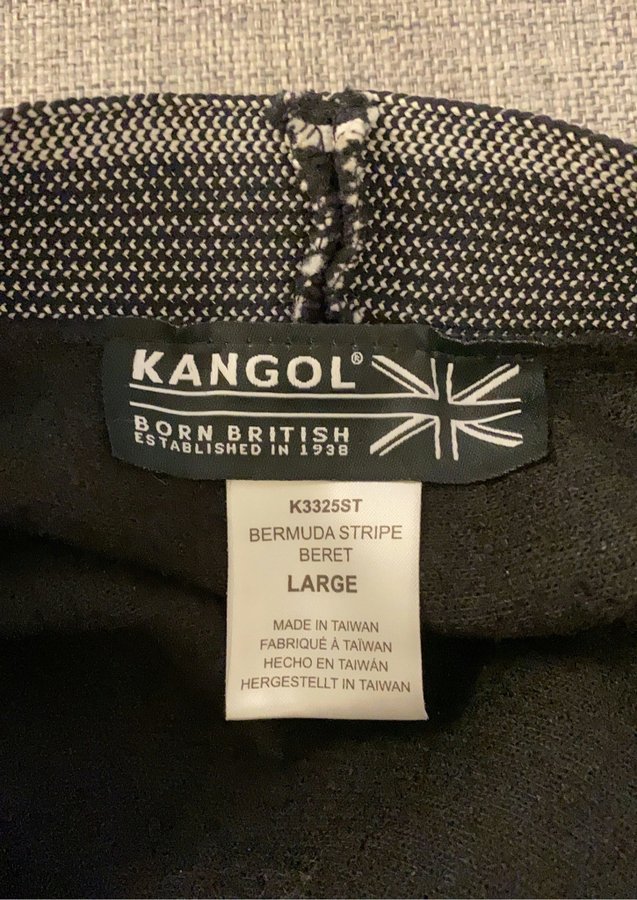 KANGOL®
BORN BRITISH
ESTABLISHED IN 1938
K3325ST
BERMUDA STRIPE
BERET
LARGE
MADE IN TAIWAN
FABRIQUÉ À TAÏWAN
HECHO EN TAIWÁN
HERGESTELLT IN TAIWAN